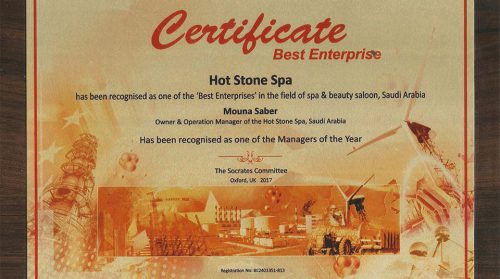 Certificate
Best Enterprise
Hot Stone Spa
has been recognised as one of the 'Best Enterprises' in the field of spa & beauty saloon, Saudi Arabia
Mouna Saber
Owner & Operation Manager of the Hot Stone Spa, Saudi Arabia
Has been recognised as one of the Managers of the Year
The Socrates Committee
Oxford, UK 2017
Registration No: BE2401351-813